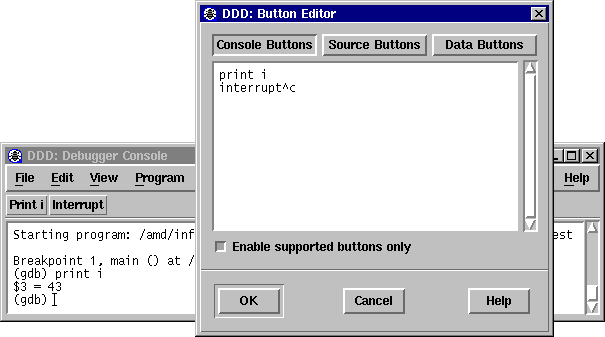 DDD: Button Editor
Console Buttons Source Buttons Data Buttons
print i
interrupt^c
Enable supported buttons only
OK Cancel Help
DDD: Debugger Console
File Edit View Program Help
Print i Interrupt
Starting program: /amd/inf est
Breakpoint 1, main () at /
(gdb) print i
$3 = 43
(gdb)